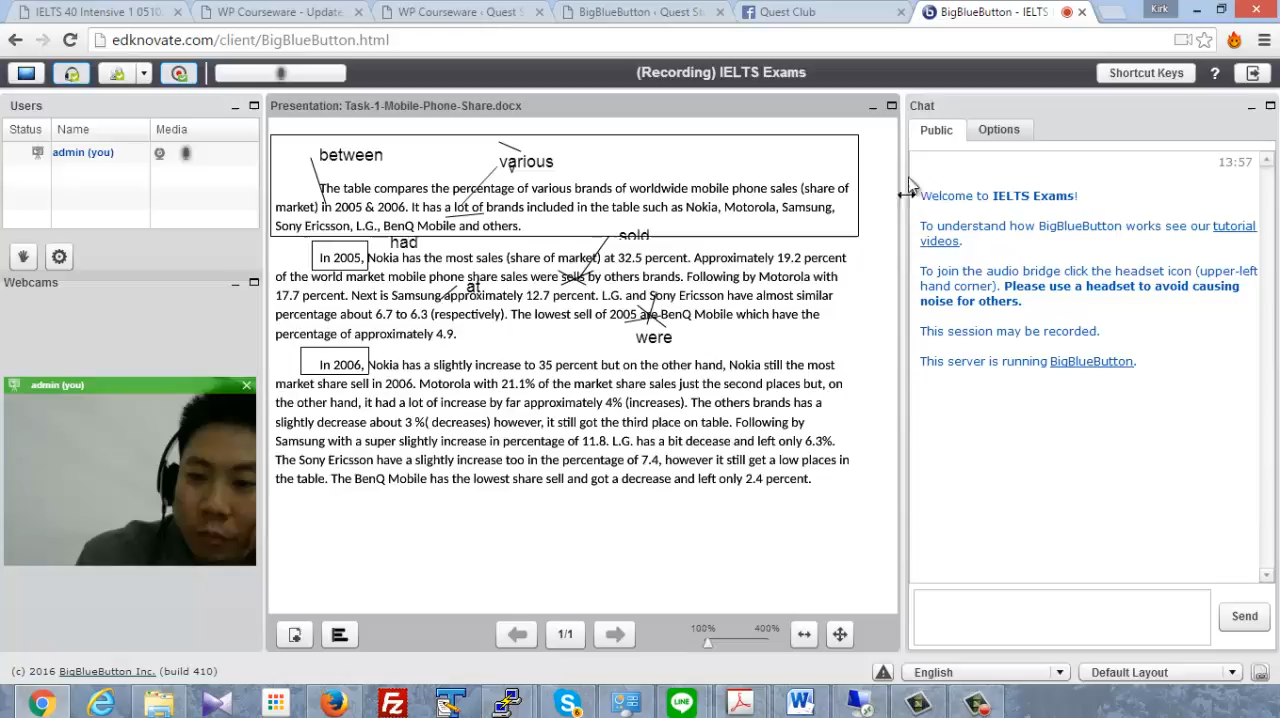 IELTS 40 Intensive 1 0510.
WP Courseware - Update
WP Courseware ‹ Quest S
BigBlueButton ‹ Quest St
Quest Club
BigBlueButton - IELTS
Kirk
edknovate.com/client/BigBlueButton.html
(Recording) IELTS Exams
Shortcut Keys
?
Users
Status Name Media
admin (you)
Webcams
admin (you)
Presentation: Task-1-Mobile-Phone-Share.docx
between
various
The table compares the percentage of various brands of worldwide mobile phone sales (share of
market) in 2005 & 2006. It has a lot of brands included in the table such as Nokia, Motorola, Samsung,
Sony Ericsson, L.G., BenQ Mobile and others.
had
sold
In 2005, Nokia has the most sales (share of market) at 32.5 percent. Approximately 19.2 percent
of the world market mobile phone share sales were sells by others brands. Following by Motorola with
at
17.7 percent. Next is Samsung approximately 12.7 percent. L.G. and Sony Ericsson have almost similar
percentage about 6.7 to 6.3 (respectively). The lowest sell of 2005 are BenQ Mobile which have the
percentage of approximately 4.9.
were
In 2006, Nokia has a slightly increase to 35 percent but on the other hand, Nokia still the most
market share sell in 2006. Motorola with 21.1% of the market share sales just the second places but, on
the other hand, it had a lot of increase by far approximately 4% (increases). The others brands has a
slightly decrease about 3 %( decreases) however, it still got the third place on table. Following by
Samsung with a super slightly increase in percentage of 11.8. L.G. has a bit decease and left only 6.3%.
The Sony Ericsson have a slightly increase too in the percentage of 7.4, however it still get a low places in
the table. The BenQ Mobile has the lowest share sell and got a decrease and left only 2.4 percent.
1/1
100% 400%
Chat
Public Options
13:57
Welcome to IELTS Exams!
To understand how BigBlueButton works see our tutorial
videos.
To join the audio bridge click the headset icon (upper-left
hand corner). Please use a headset to avoid causing
noise for others.
This session may be recorded.
This server is running BigBlueButton.
Send
(c) 2016 BigBlueButton Inc. (build 410)
English
Default Layout